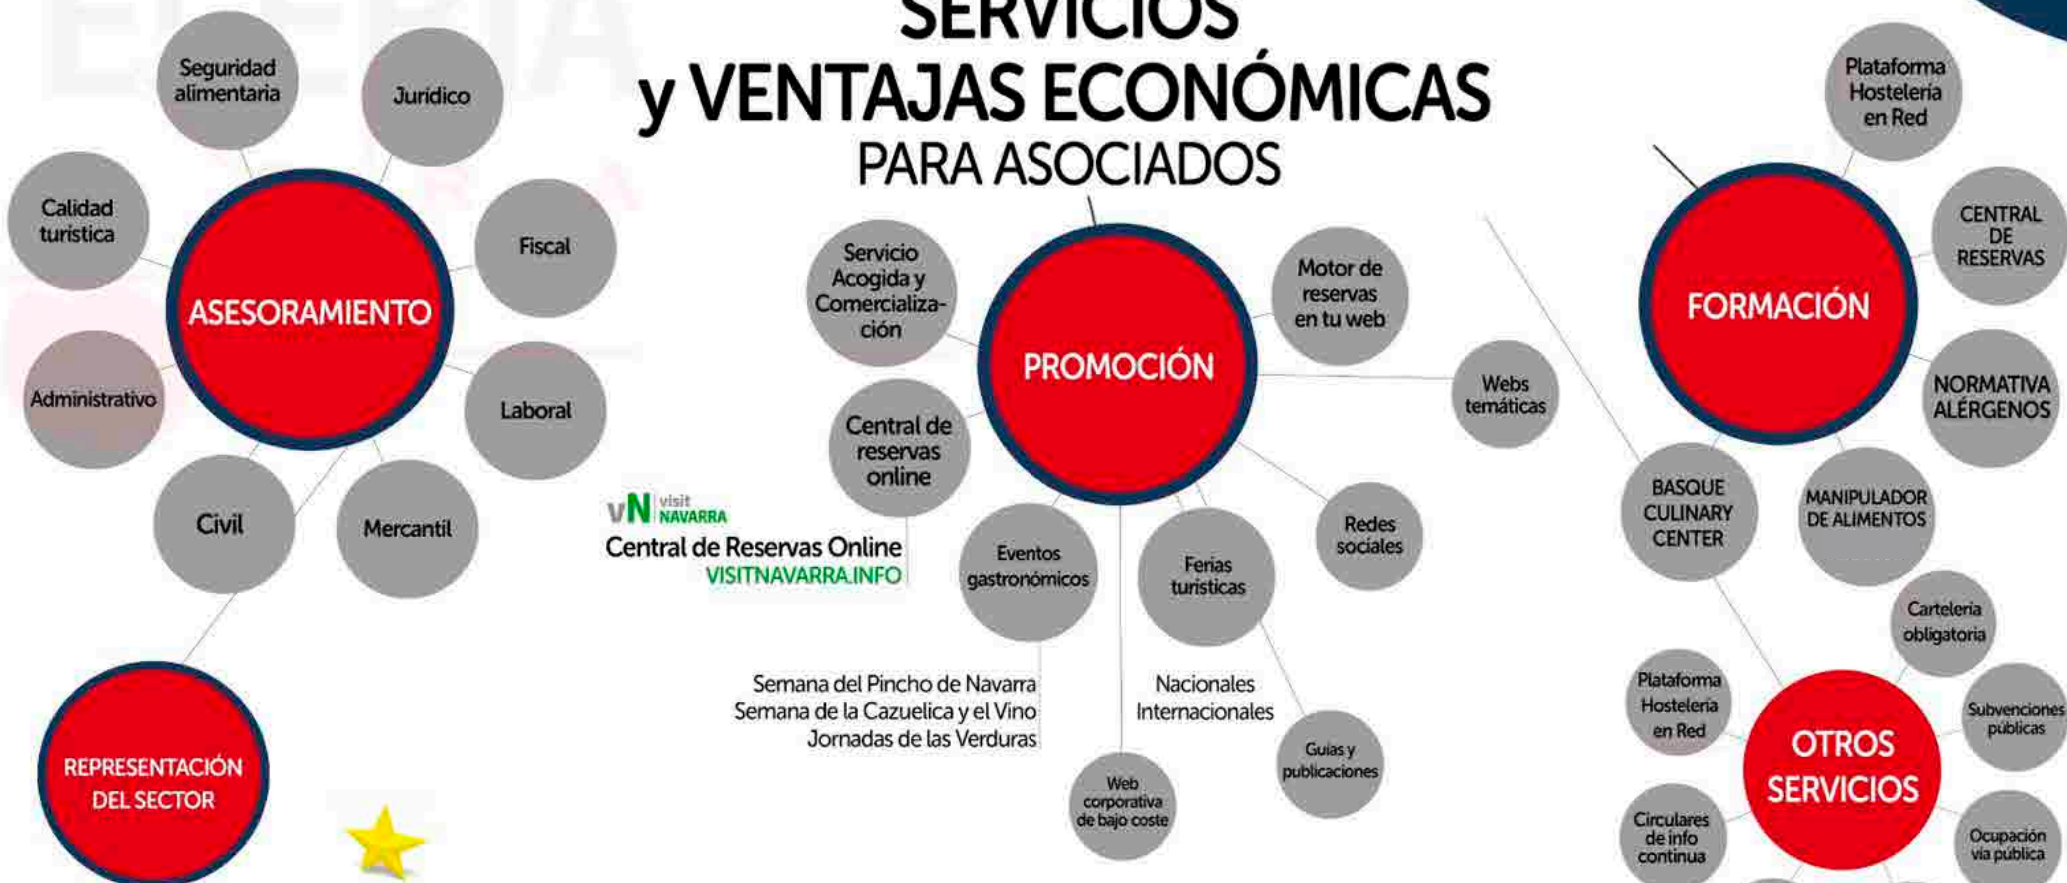 SERVICIOS
y VENTAJAS ECONÓMICAS
PARA ASOCIADOS
Seguridad
alimentaria
Jurídico
Calidad
turística
Fiscal
ASESORAMIENTO
Administrativo
Laboral
Civil
Mercantil
REPRESENTACIÓN
DEL SECTOR
Servicio
Acogida y
Comercializa-
ción
Motor de
reservas
en tu web
PROMOCIÓN
Webs
temáticas
Central de
reservas
online
vN visit
NAVARRA
Central de Reservas Online
VISITNAVARRA.INFO
Eventos
gastronómicos
Ferias
turísticas
Redes
sociales
Semana del Pincho de Navarra
Semana de la Cazuelica y el Vino
Jornadas de las Verduras
Nacionales
Internacionales
Guías y
publicaciones
Web
corporativa
de bajo coste
Plataforma
Hostelería
en Red
CENTRAL
DE
RESERVAS
FORMACIÓN
NORMATIVA
ALÉRGENOS
BASQUE
CULINARY
CENTER
MANIPULADOR
DE ALIMENTOS
Cartelería
obligatoria
Plataforma
Hostelería
en Red
Subvenciones
públicas
OTROS
SERVICIOS
Circulares
de info
continua
Ocupación
vía pública